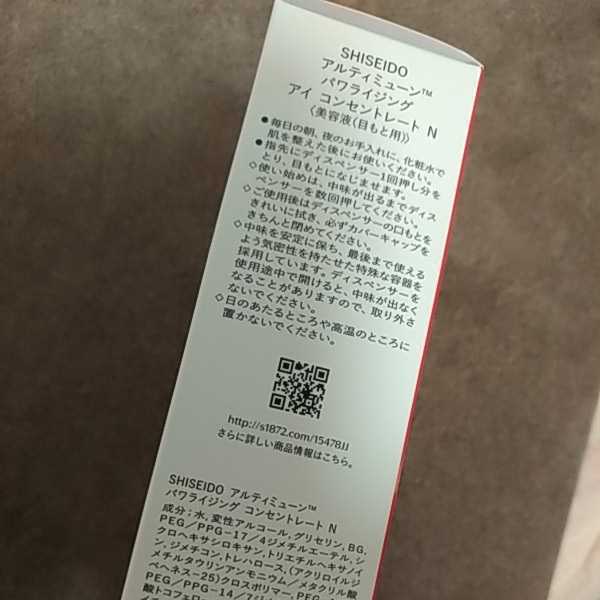 SHISEIDO
アルティミューン™
パワライジング
アイ コンセントレート N
〈美容液(目もと用)〉
●毎日の朝、夜のお手入れに、化粧水で
肌を整えた後にお使いください。
●指先にディスペンサー1回押し分を
とり、目もとになじませます。
◇使い始めは、中味が出るまでディス
ペンサーを数回押してください。
◇ご使用後はディスペンサーの口もとを
きれいに拭き、必ずカバーキャップを
きちんと閉めてください。
◇中味を安定に保ち、最後まで使える
よう気密性を持たせた特殊な容器を
採用しています。ディスペンサーを
使用途中で開けると、中味が出なく
なることがありますので、取り外さ
ないでください。
◇日のあたるところや高温のところに
置かないでください。
http://s1872.com/15478JJ
さらに詳しい商品情報はこちら。
SHISEIDO アルティミューン™
パワライジング コンセントレート N
成分:水,変性アルコール,グリセリン,BG,
PEG/PPG-17/4ジメチルエーテル,シ
クロヘキサシロキサン,トリエチルヘキサノイ
ン,ジメチコン,トレハロース,(アクリロイルジ
メチルタウリンアンモニウム/メタクリル酸
ベヘネス-25)クロスポリマー,
PEG/PPG-14/7ジ
酸トコフェロ